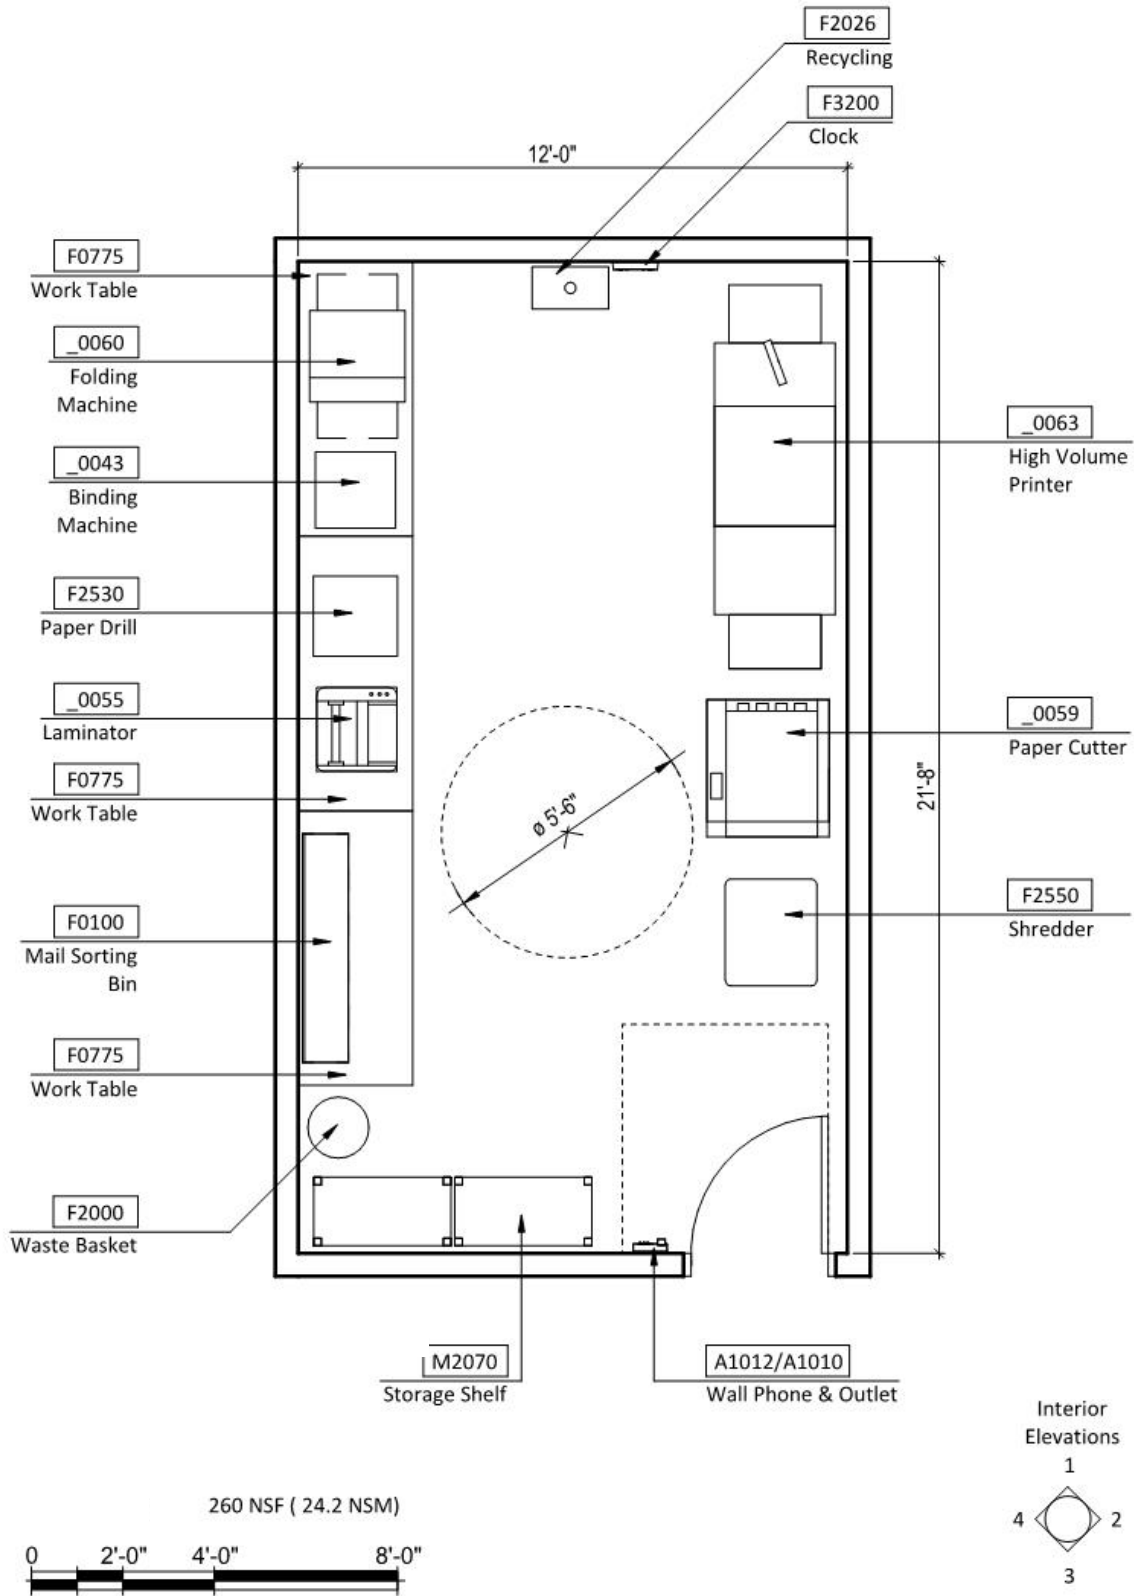 F2026
Recycling
F3200
Clock
12'-0"
F0775
Work Table
_0060
Folding
Machine
_0063
High Volume
Printer
_0043
Binding
Machine
F2530
Paper Drill
_0055
Laminator
_0059
Paper Cutter
F0775
Work Table
21'-8"
ø 5'-6"
F0100
Mail Sorting
Bin
F2550
Shredder
F0775
Work Table
F2000
Waste Basket
M2070
Storage Shelf
A1012/A1010
Wall Phone & Outlet
Interior
Elevations
1
4 2
3
260 NSF ( 24.2 NSM)
0 2'-0" 4'-0" 8'-0"